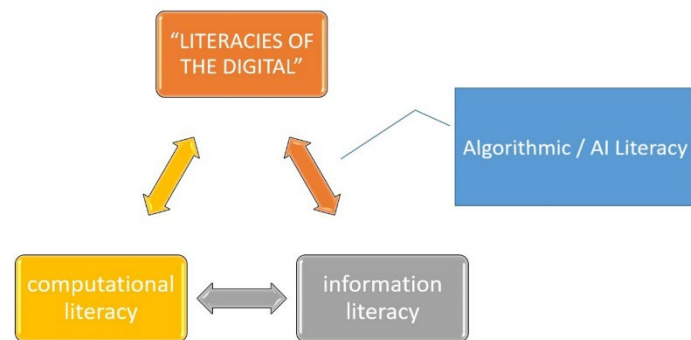 “LITERACIES OF
THE DIGITAL”
Algorithmic / AI Literacy
computational
literacy
information
literacy